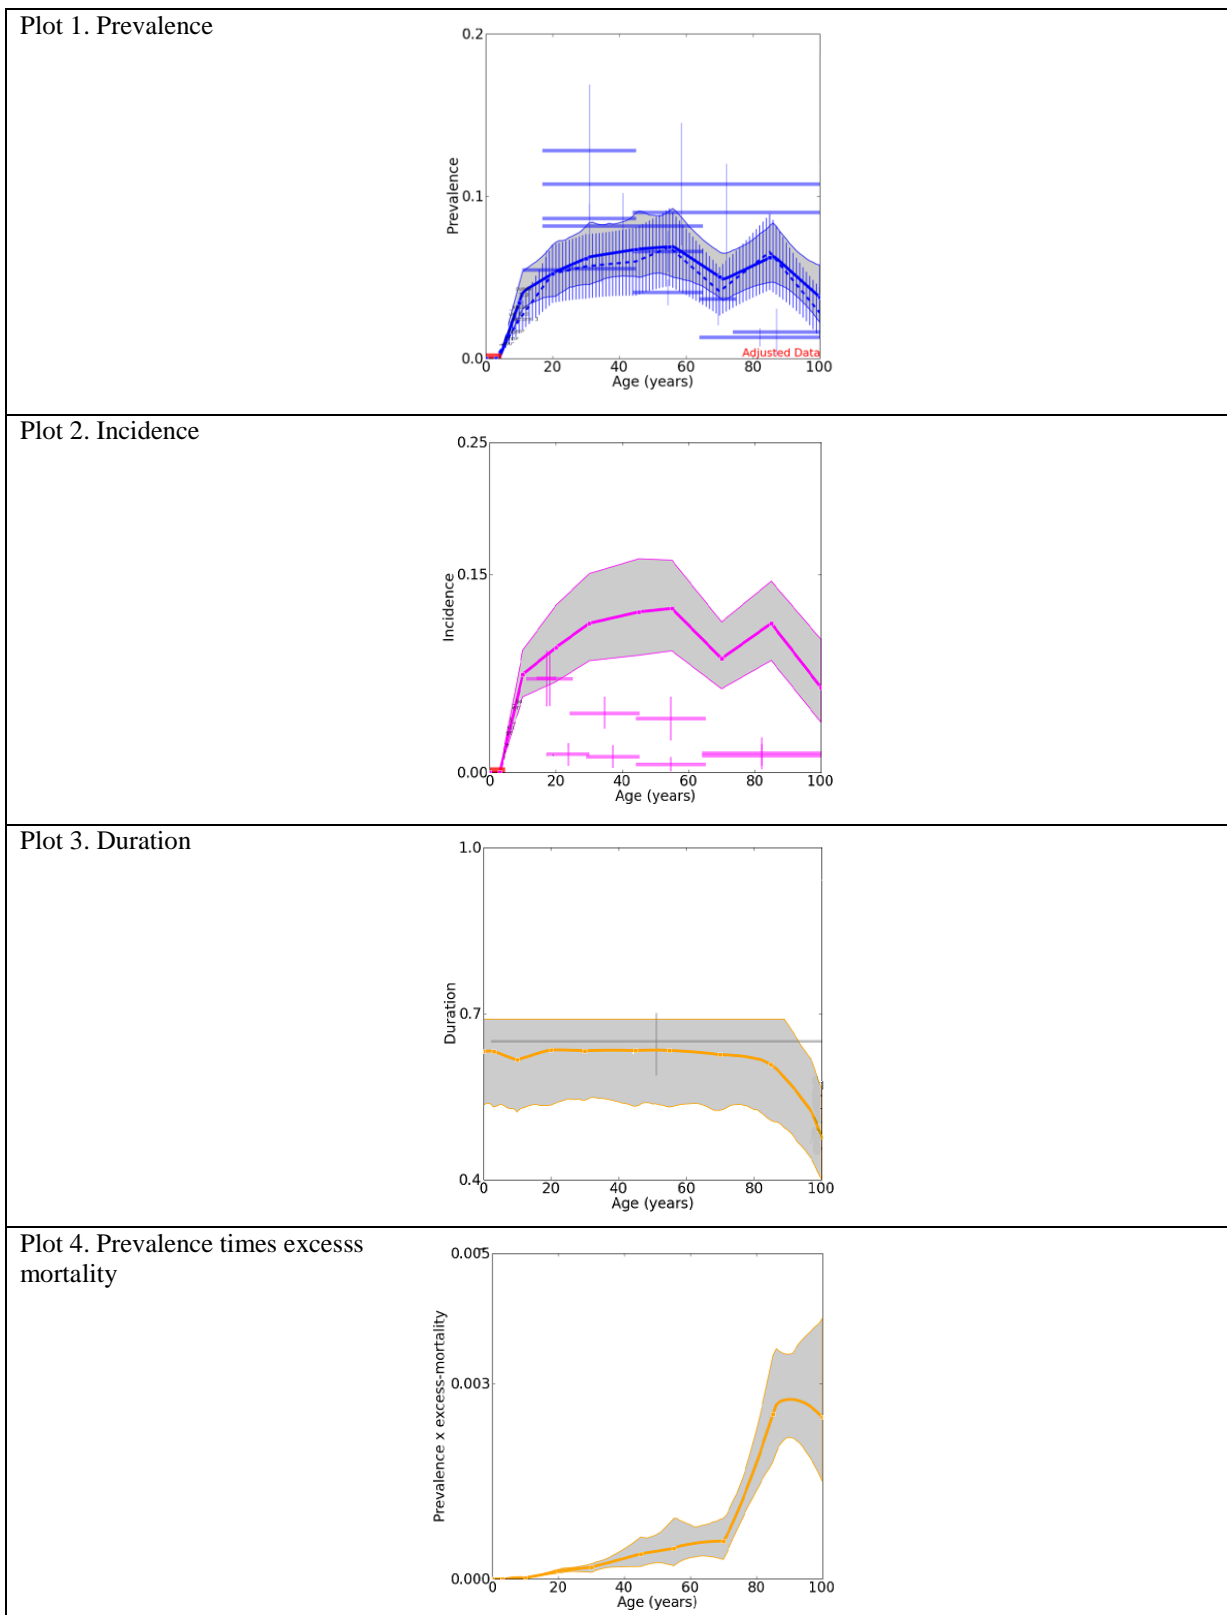 Plot 1. Prevalence
0.2
0.1
0.0
Prevalence
Adjusted Data
0 20 40 60 80 100
Age (years)
Plot 2. Incidence
0.25
0.15
0.00
Incidence
0 20 40 60 80 100
Age (years)
Plot 3. Duration
1.0
0.7
0.4
Duration
0 20 40 60 80 100
Age (years)
Plot 4. Prevalence times excesss
mortality
0.005
0.003
0.000
Prevalence x excess-mortality
0 20 40 60 80 100
Age (years)